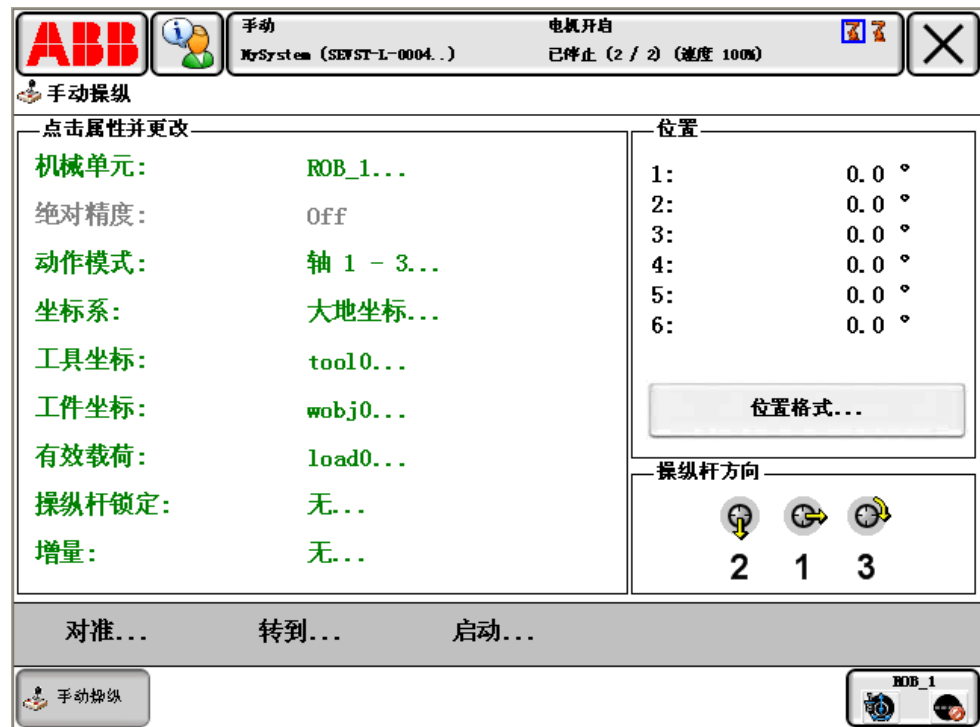 ABB
手动
电机开启
MySystem (SEVST-L-0004..)
已停止 (2 / 2) (速度 100%)
手动操纵
点击属性并更改
机械单元: ROB_1...
绝对精度: Off
动作模式: 轴 1 - 3...
坐标系: 大地坐标...
工具坐标: tool0...
工件坐标: wobj0...
有效载荷: load0...
操纵杆锁定: 无...
增量: 无...
位置
1: 0.0 °
2: 0.0 °
3: 0.0 °
4: 0.0 °
5: 0.0 °
6: 0.0 °
位置格式...
操纵杆方向
2 1 3
对准... 转到... 启动...
手动操纵
ROB_1